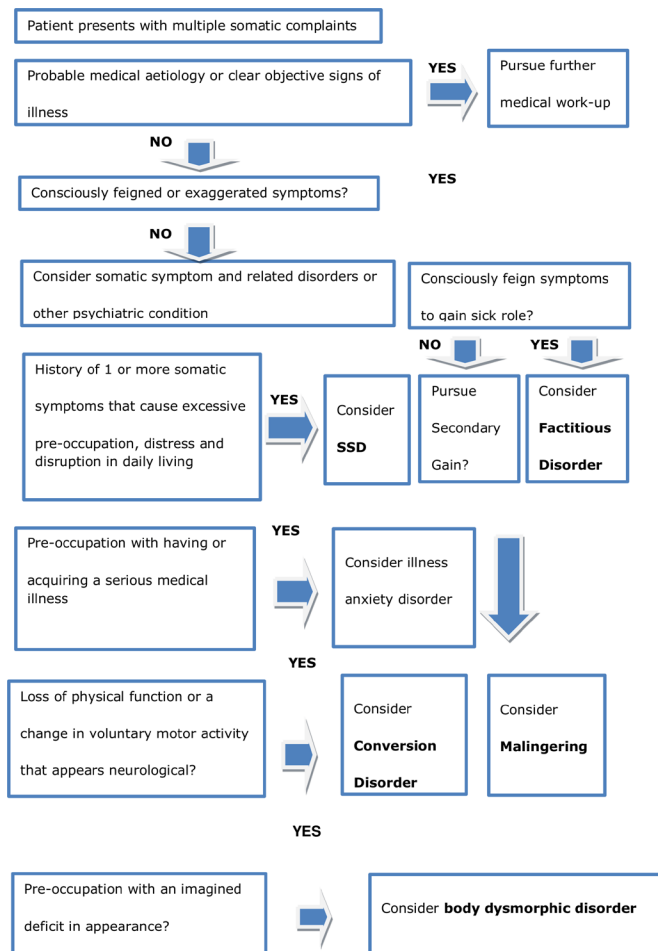 Patient presents with multiple somatic complaints
Probable medical aetiology or clear objective signs of
illness
YES
Pursue further
medical work-up
NO
Consciously feigned or exaggerated symptoms?
YES
NO
Consider somatic symptom and related disorders or
other psychiatric condition
Consciously feign symptoms
to gain sick role?
NO
YES
History of 1 or more somatic
symptoms that cause excessive
pre-occupation, distress and
disruption in daily living
YES
Consider
SSD
Pursue
Secondary
Gain?
Consider
Factitious
Disorder
Pre-occupation with having or
acquiring a serious medical
illness
YES
Consider illness
anxiety disorder
Loss of physical function or a
change in voluntary motor activity
that appears neurological?
YES
Consider
Conversion
Disorder
Consider
Malingering
YES
Pre-occupation with an imagined
deficit in appearance?
Consider body dysmorphic disorder